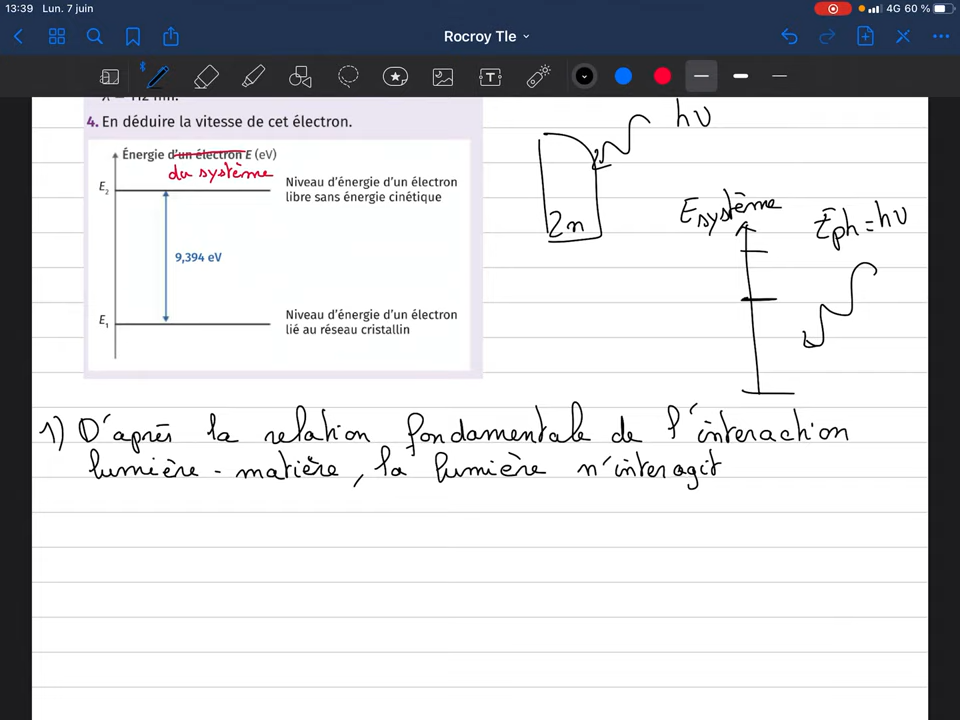 13:39 Lun. 7 juin
4G 60 %
Rocroy Tle
4. En déduire la vitesse de cet électron.
Énergie d'un électron E (eV)
du système
E2
Niveau d'énergie d'un électron
libre sans énergie cinétique
9,394 eV
E1
Niveau d'énergie d'un électron
lié au réseau cristallin
hν
Zn
Esystème
Eph = hν
1) D'après la relation fondamentale de l'interaction
lumière - matière, la lumière n'interagit